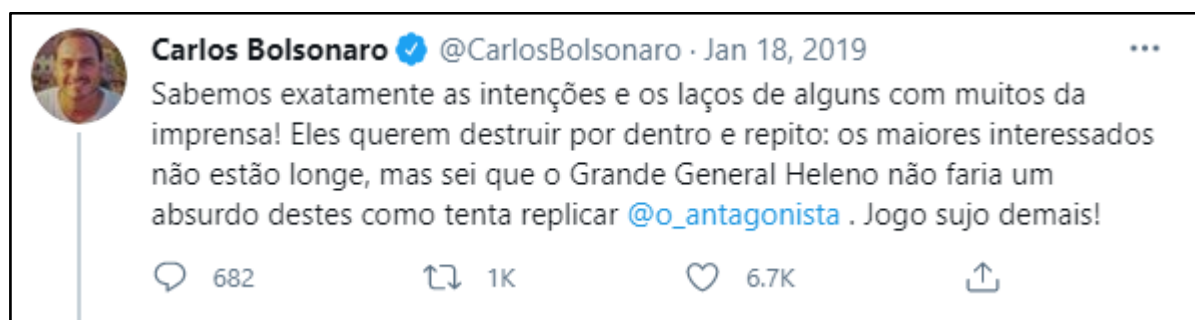 Carlos Bolsonaro @CarlosBolsonaro · Jan 18, 2019
Sabemos exatamente as intenções e os laços de alguns com muitos da
imprensa! Eles querem destruir por dentro e repito: os maiores interessados
não estão longe, mas sei que o Grande General Heleno não faria um
absurdo destes como tenta replicar @o_antagonista . Jogo sujo demais!
682 1K 6.7K